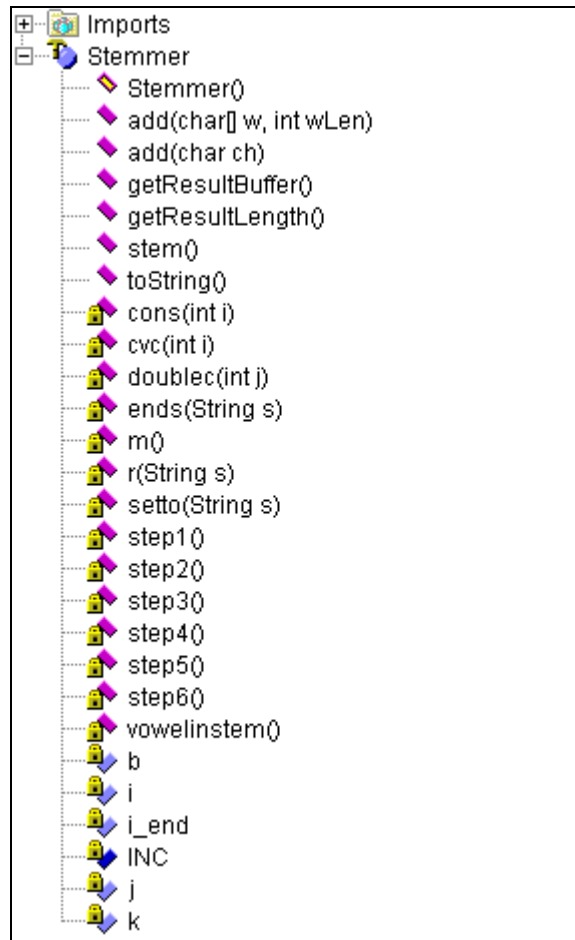 Imports
Stemmer
Stemmer()
add(char[] w, int wLen)
add(char ch)
getResultBuffer()
getResultLength()
stem()
toString()
cons(int i)
cvc(int i)
doublec(int j)
ends(String s)
m()
r(String s)
setto(String s)
step1()
step2()
step3()
step4()
step5()
step6()
vowelinstem()
b
i
i_end
INC
j
k